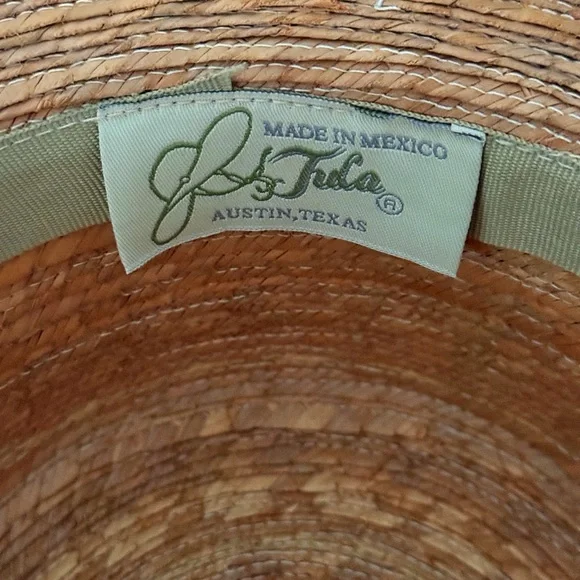 MADE IN MEXICO
Tula ®
AUSTIN, TEXAS